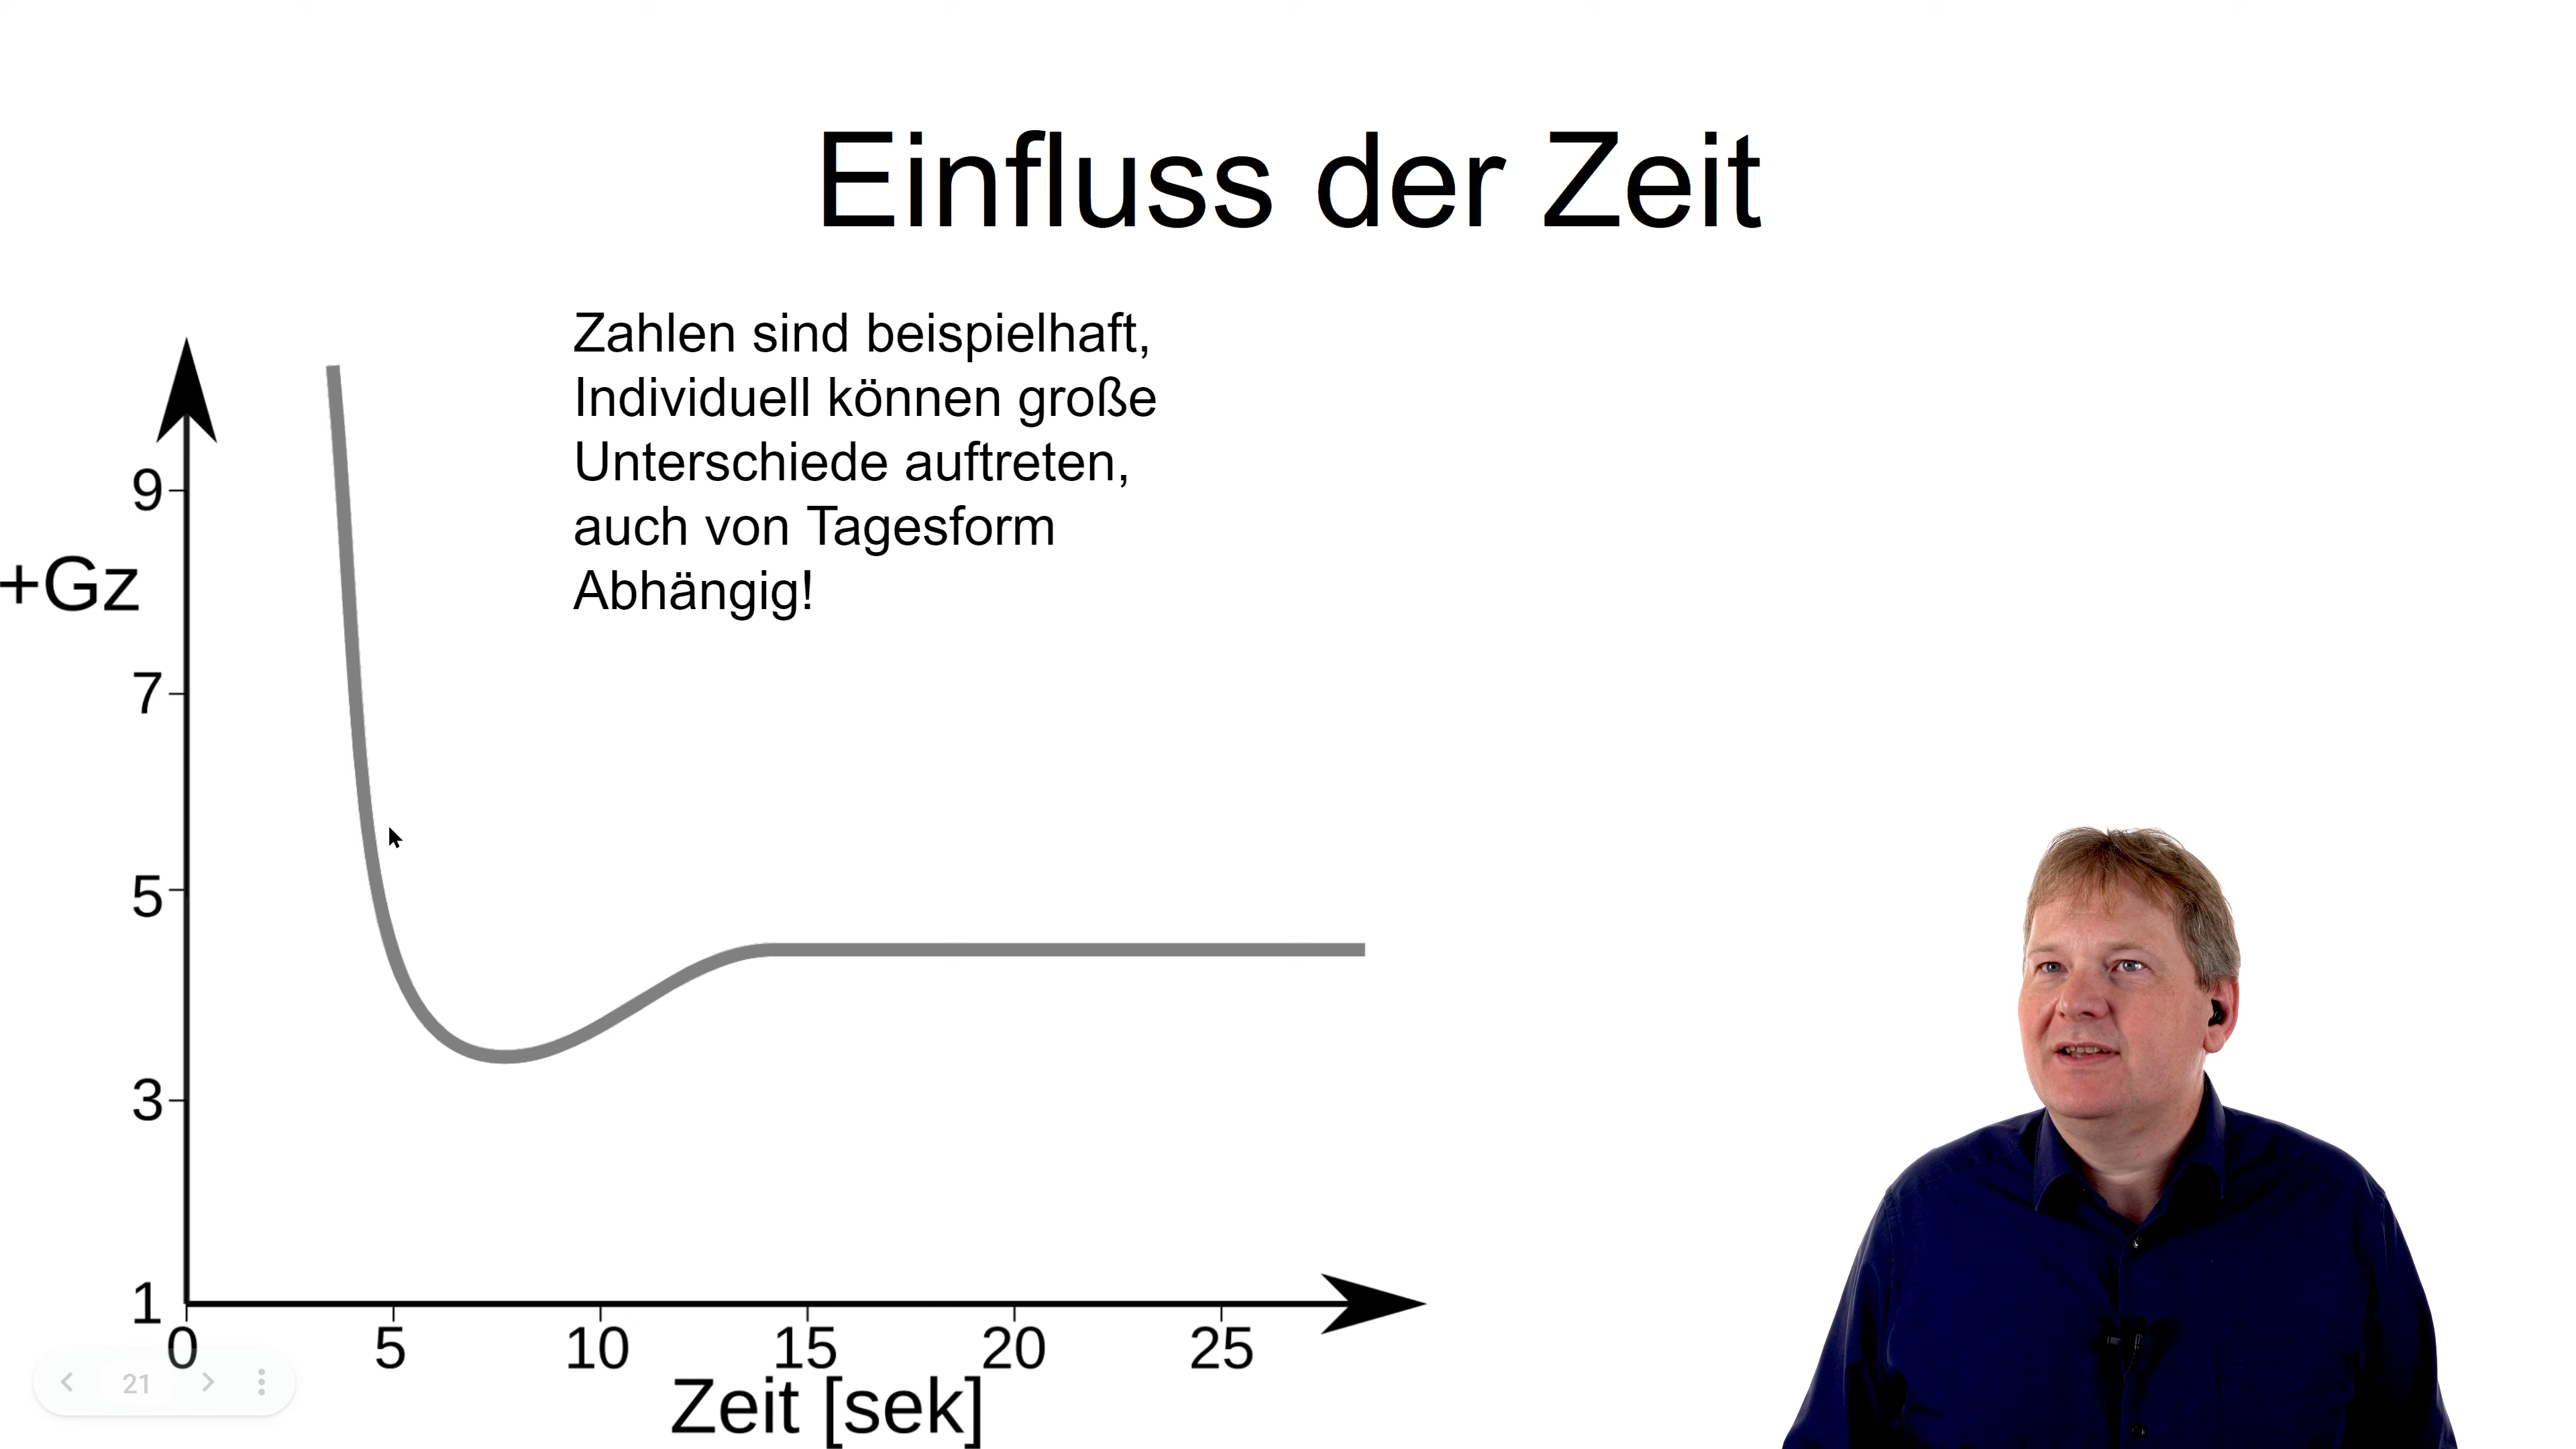 Einfluss der Zeit
Zahlen sind beispielhaft,
Individuell können große
Unterschiede auftreten,
auch von Tagesform
Abhängig!
9
+Gz
7
5
3
1
0 5 10 15 20 25
Zeit [sek]
21